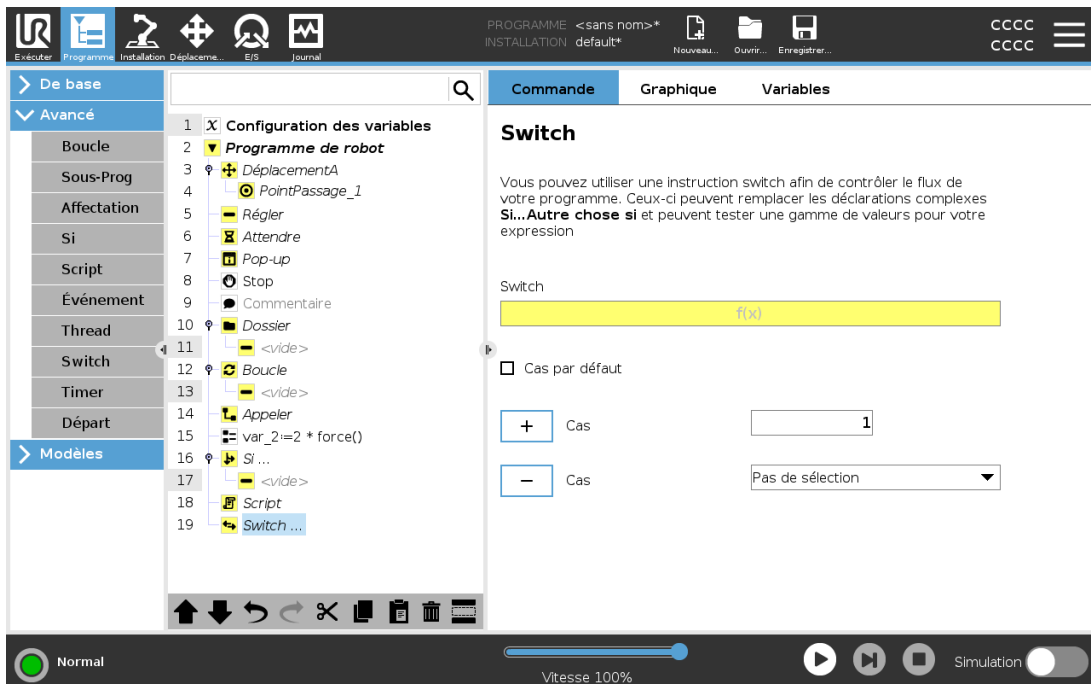 PROGRAMME <sans nom>*
INSTALLATION default*
Exécuter
Programme
Installation
Déplaceme...
E/S
Journal
Nouveau...
Ouvrir...
Enregistrer...
CCCC
CCCC
De base
Avancé
Boucle
Sous-Prog
Affectation
Si
Script
Événement
Thread
Switch
Timer
Départ
Modèles
1 X Configuration des variables
2 Programme de robot
3 DéplacementA
4 PointPassage_1
5 Régler
6 Attendre
7 Pop-up
8 Stop
9 Commentaire
10 Dossier
11 <vide>
12 Boucle
13 <vide>
14 Appeler
15 var_2:=2 * force()
16 Si ...
17 <vide>
18 Script
19 Switch ...
Commande
Graphique
Variables
Switch
Vous pouvez utiliser une instruction switch afin de contrôler le flux de
votre programme. Ceux-ci peuvent remplacer les déclarations complexes
Si...Autre chose si et peuvent tester une gamme de valeurs pour votre
expression
Switch
f(x)
Cas par défaut
+ Cas 1
− Cas Pas de sélection
Normal
Vitesse 100%
Simulation